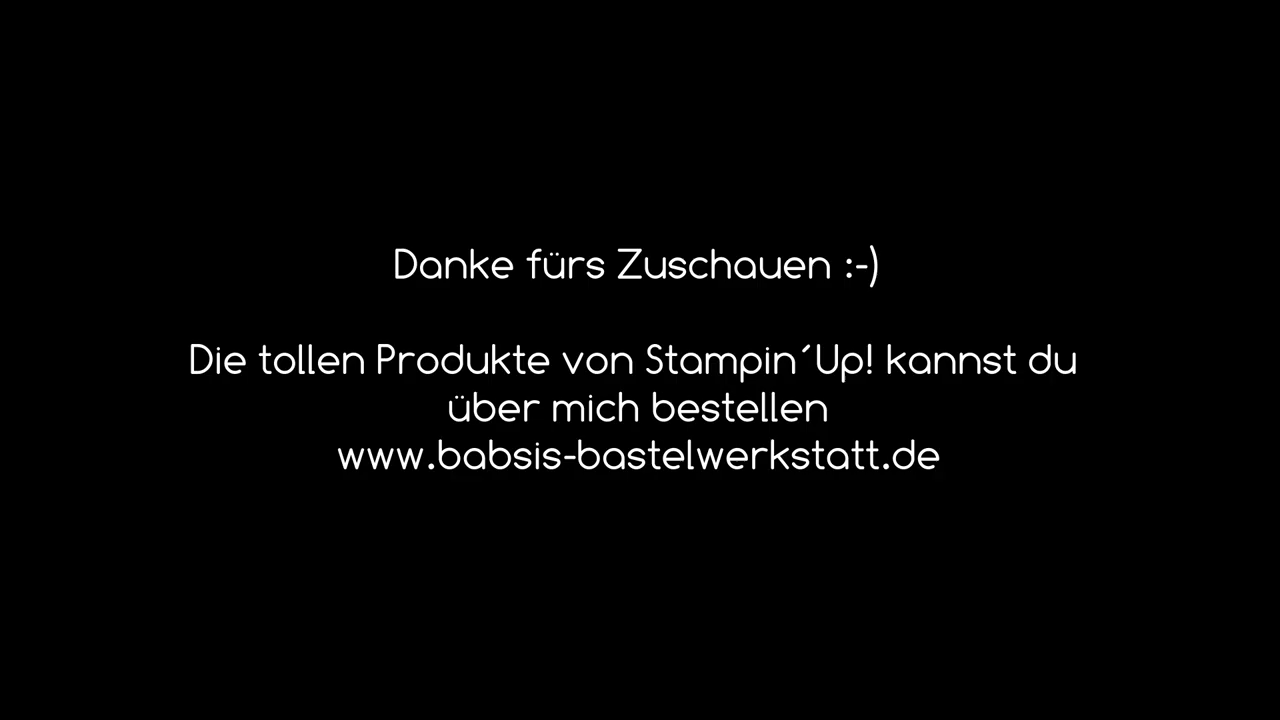 Danke fürs Zuschauen :-)
Die tollen Produkte von Stampin´Up! kannst du
über mich bestellen
www.babsis-bastelwerkstatt.de